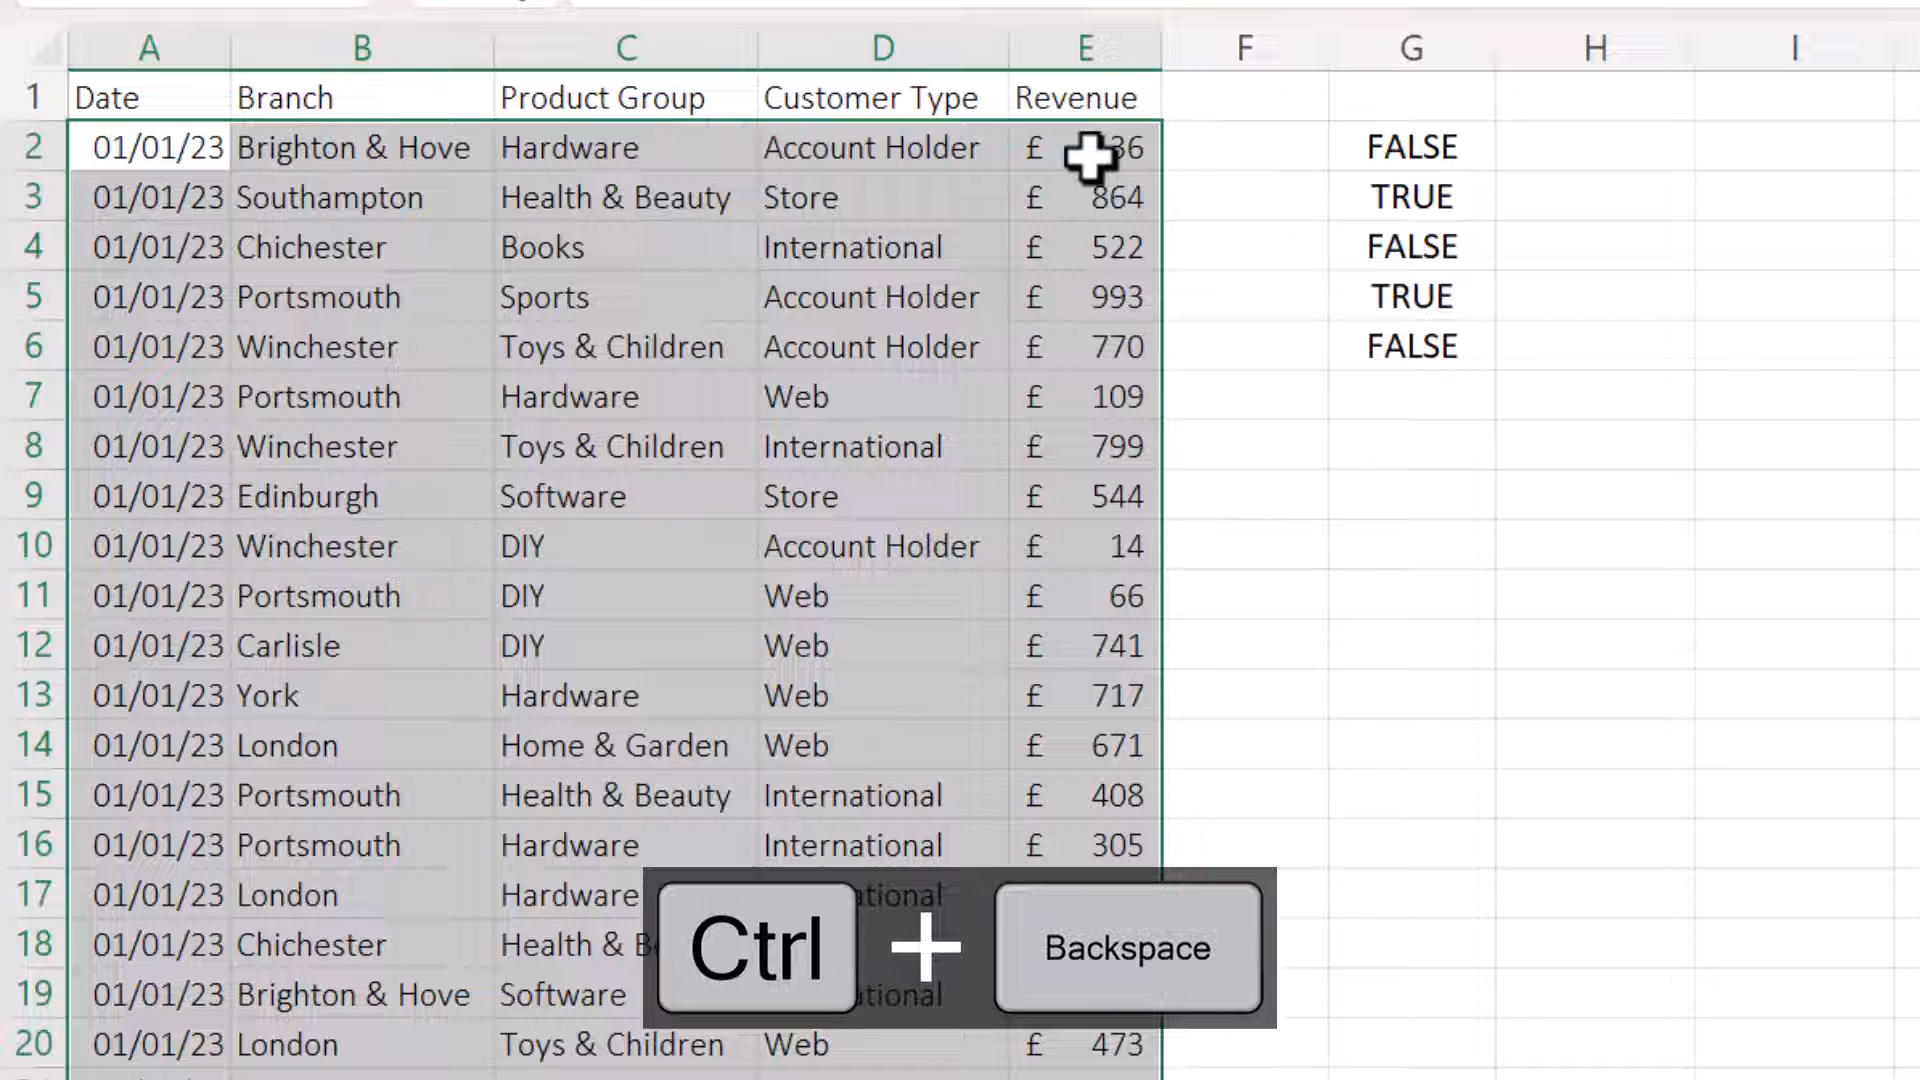 A B C D E F G H I
1 Date Branch Product Group Customer Type Revenue
2 01/01/23 Brighton & Hove Hardware Account Holder £ 36 FALSE
3 01/01/23 Southampton Health & Beauty Store £ 864 TRUE
4 01/01/23 Chichester Books International £ 522 FALSE
5 01/01/23 Portsmouth Sports Account Holder £ 993 TRUE
6 01/01/23 Winchester Toys & Children Account Holder £ 770 FALSE
7 01/01/23 Portsmouth Hardware Web £ 109
8 01/01/23 Winchester Toys & Children International £ 799
9 01/01/23 Edinburgh Software Store £ 544
10 01/01/23 Winchester DIY Account Holder £ 14
11 01/01/23 Portsmouth DIY Web £ 66
12 01/01/23 Carlisle DIY Web £ 741
13 01/01/23 York Hardware Web £ 717
14 01/01/23 London Home & Garden Web £ 671
15 01/01/23 Portsmouth Health & Beauty International £ 408
16 01/01/23 Portsmouth Hardware International £ 305
17 01/01/23 London Hardware
18 01/01/23 Chichester Health &
19 01/01/23 Brighton & Hove Software
Ctrl + Backspace
20 01/01/23 London Toys & Children Web £ 473